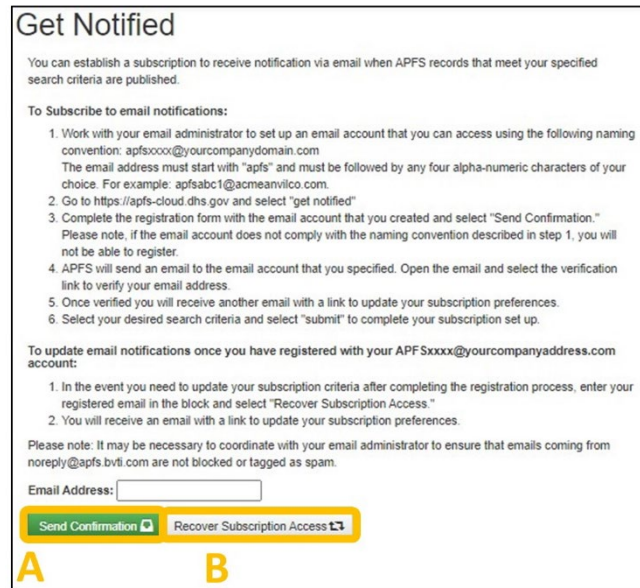 Get Notified
You can establish a subscription to receive notification via email when APFS records that meet your specified
search criteria are published.
To Subscribe to email notifications:
1. Work with your email administrator to set up an email account that you can access using the following naming
convention: apfsxxxx@yourcompanydomain.com
The email address must start with "apfs" and must be followed by any four alpha-numeric characters of your
choice. For example: apfsabc1@acmeanvilco.com.
2. Go to https://apfs-cloud.dhs.gov and select "get notified"
3. Complete the registration form with the email account that you created and select "Send Confirmation."
Please note, if the email account does not comply with the naming convention described in step 1, you will
not be able to register.
4. APFS will send an email to the email account that you specified. Open the email and select the verification
link to verify your email address.
5. Once verified you will receive another email with a link to update your subscription preferences.
6. Select your desired search criteria and select "submit" to complete your subscription set up.
To update email notifications once you have registered with your APFSxxxx@yourcompanyaddress.com
account:
1. In the event you need to update your subscription criteria after completing the registration process, enter your
registered email in the block and select "Recover Subscription Access."
2. You will receive an email with a link to update your subscription preferences.
Please note: It may be necessary to coordinate with your email administrator to ensure that emails coming from
noreply@apfs.bvti.com are not blocked or tagged as spam.
Email Address:
Send Confirmation Recover Subscription Access
A B